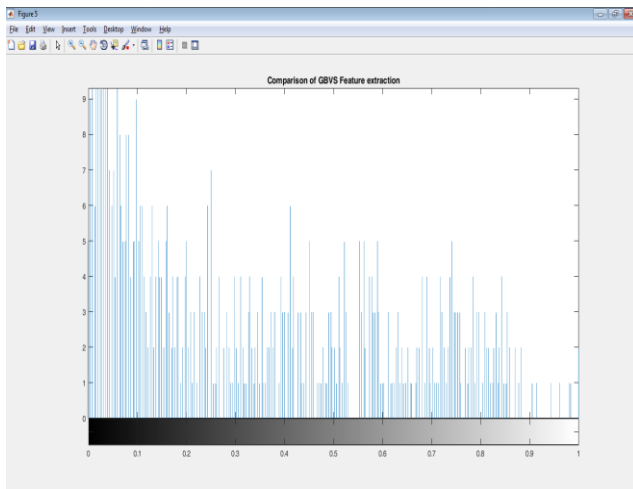 Figure 5
File Edit View Insert Tools Desktop Window Help
Comparison of GBVS Feature extraction
9
8
7
6
5
4
3
2
1
0
0 0.1 0.2 0.3 0.4 0.5 0.6 0.7 0.8 0.9 1